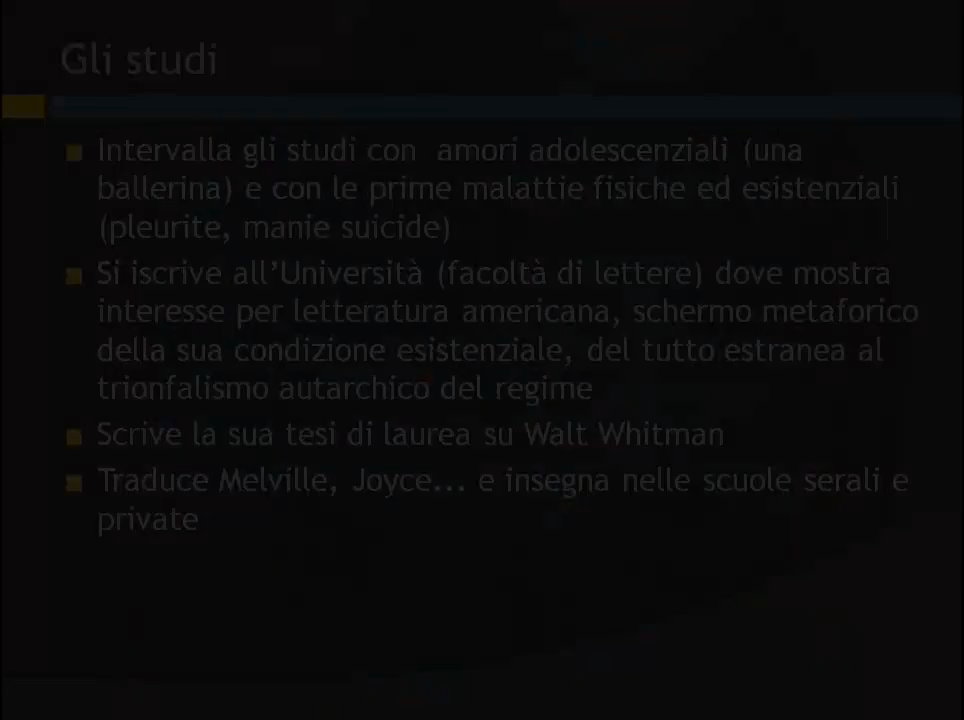 Gli studi
Intervalla gli studi con amori adolescenziali (una
ballerina) e con le prime malattie fisiche ed esistenziali
(pleurite, manie suicide)
Si iscrive all'Università (facoltà di lettere) dove mostra
interesse per letteratura americana, schermo metaforico
della sua condizione esistenziale, del tutto estranea al
trionfalismo autarchico del regime
Scrive la sua tesi di laurea su Walt Whitman
Traduce Melville, Joyce... e insegna nelle scuole serali e
private